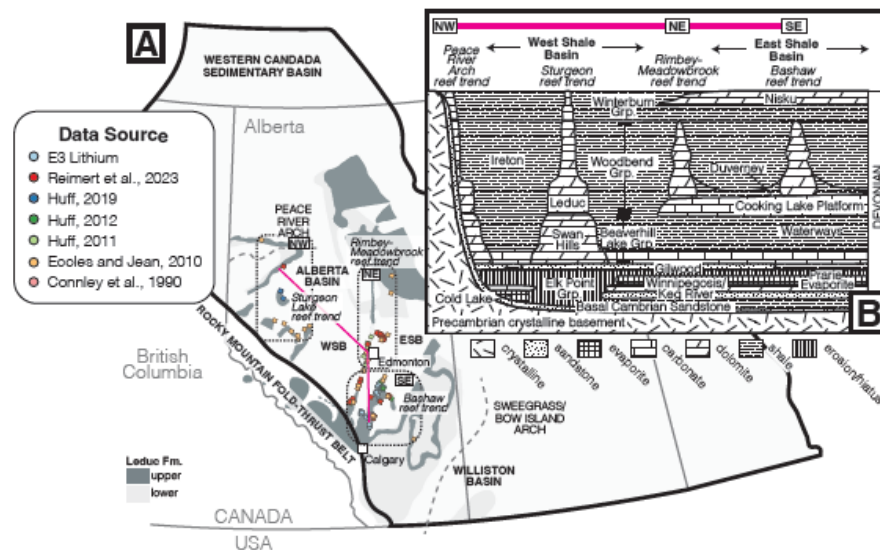 A
WESTERN CANDADA
SEDIMENTARY BASIN
Data Source
E3 Lithium
Reimert et al., 2023
Huff, 2019
Huff, 2012
Huff, 2011
Eccles and Jean, 2010
Connley et al., 1990
Alberta
PEACE
RIVER
ARCH
NW
Rimbey-
Meadowbrook
reef trend
NE
ALBERTA
BASIN
Sturgeon
Lake
reef trend
WSB
ESB
Edmonton
SE
Bashaw
reef trend
British
Columbia
ROCKY MOUNTAIN FOLD-THRUST BELT
Calgary
SWEEGRASS/
BOW ISLAND
ARCH
WILLISTON
BASIN
Leduc Fm.
upper
lower
CANADA
USA
NW
NE
SE
Peace
River
Arch
reef trend
West Shale
Basin
Sturgeon
reef trend
Rimbey-
Meadowbrook
reef trend
East Shale
Basin
Bashaw
reef trend
Winterburn
Grp.
Nisku
Ireton
Woodbend
Grp.
Duverney
Leduc
Cooking Lake Platform
Swan
Hills
Beaverhill
Lake Grp.
Waterways
Gilwood
Elk Point
Grp.
Winnipegosis/
Keg River
Prarie
Evaporite
Cold Lake
Basal Cambrian Sandstone
Precambrian crystalline basement
DEVONIAN
B
crystalline
sandstone
evaporite
carbonate
dolomite
shale
erosion/hiatus